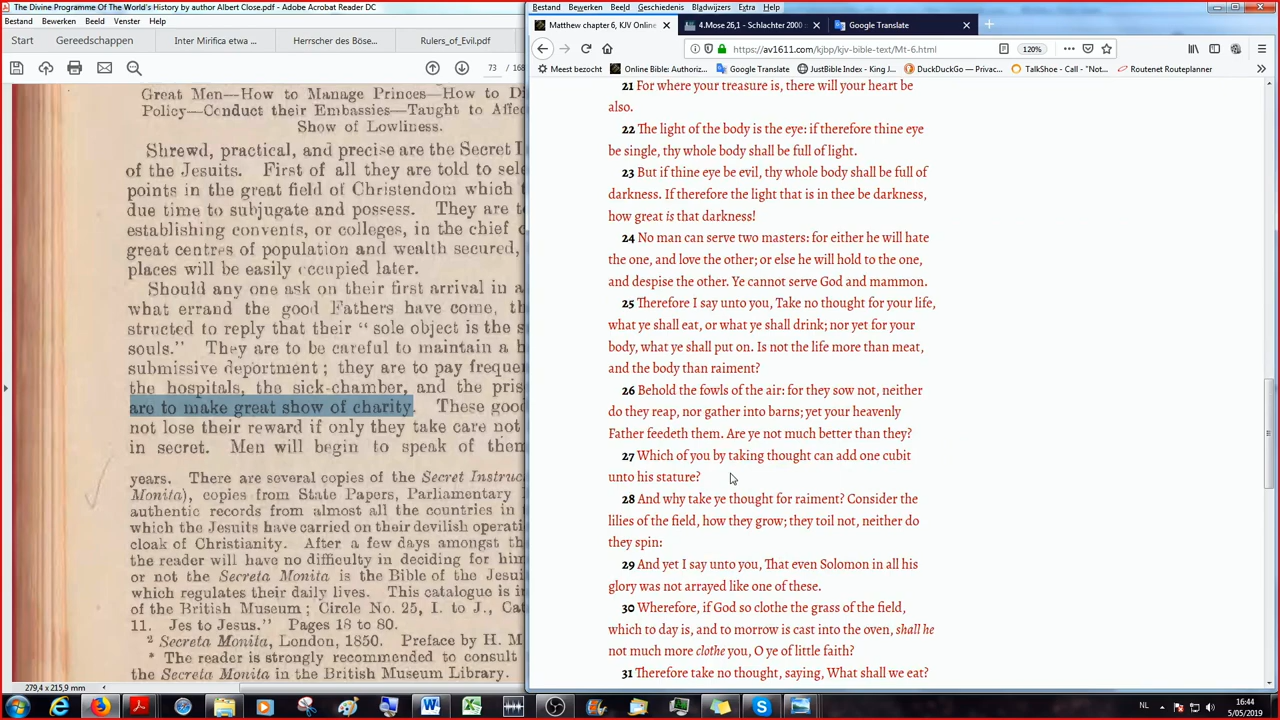 The Divine Programme Of The World's History by author Albert Close.pdf - Adobe Acrobat Reader DC
Bestand Bewerken Beeld Venster Help
Start Gereedschappen Inter Mirifica etwa ... Herrscher des Böset... Rulers_of_Evil.pdf
73 / 168
Great Men—How to Manage Princes—How to Di
Policy—Conduct their Embassies—Taught to Affec
Show of Lowliness.
Shrewd, practical, and precise are the Secret I
of the Jesuits. First of all they are told to sele
points in the great field of Christendom which t
due time to subjugate and possess. They are to
establishing convents, or colleges, in the chief c
great centres of population and wealth secured,
places will be easily occupied later.
Should any one ask on their first arrival in a
what errand the good Fathers have come, th
structed to reply that their "sole object is the s
souls." They are to be careful to maintain a h
submissive deportment; they are to pay frequen
the hospitals, the sick-chamber, and the pris
are to make great show of charity. These good
not lose their reward if only they take care not
in secret. Men will begin to speak of them
years. There are several copies of the Secret Instruc
Monita), copies from State Papers, Parliamentary
authentic records from almost all the countries in
which the Jesuits have carried on their devilish operati
cloak of Christianity. After a few days amongst th
the reader will have no difficulty in deciding for him
or not the Secreta Monita is the Bible of the Jesui
which regulates their daily lives. This catalogue is in
of the British Museum; Circle No. 25, I. to J., Cat
11. Jes to Jesus." Pages 18 to 80.
² Secreta Monita, London, 1850. Preface by H. M
* The reader is strongly recommended to consult
the Secreta Monita in the British Museum Library.
279,4 x 215,9 mm
Bestand Bewerken Beeld Geschiedenis Bladwijzers Extra Help
Matthew chapter 6, KJV Online 4.Mose 26,1 - Schlachter 2000 Google Translate
https://av1611.com/kjbp/kjv-bible-text/Mt-6.html 120%
Meest bezocht Online Bible: Authoriz... Google Translate JustBible Index - King J... DuckDuckGo — Privac... TalkShoe - Call - "Not... Routenet Routeplanner
21 For where your treasure is, there will your heart be
also.
22 The light of the body is the eye: if therefore thine eye
be single, thy whole body shall be full of light.
23 But if thine eye be evil, thy whole body shall be full of
darkness. If therefore the light that is in thee be darkness,
how great is that darkness!
24 No man can serve two masters: for either he will hate
the one, and love the other; or else he will hold to the one,
and despise the other. Ye cannot serve God and mammon.
25 Therefore I say unto you, Take no thought for your life,
what ye shall eat, or what ye shall drink; nor yet for your
body, what ye shall put on. Is not the life more than meat,
and the body than raiment?
26 Behold the fowls of the air: for they sow not, neither
do they reap, nor gather into barns; yet your heavenly
Father feedeth them. Are ye not much better than they?
27 Which of you by taking thought can add one cubit
unto his stature?
28 And why take ye thought for raiment? Consider the
lilies of the field, how they grow; they toil not, neither do
they spin:
29 And yet I say unto you, That even Solomon in all his
glory was not arrayed like one of these.
30 Wherefore, if God so clothe the grass of the field,
which to day is, and to morrow is cast into the oven, shall he
not much more clothe you, O ye of little faith?
31 Therefore take no thought, saying, What shall we eat?
NL 16:44
5/05/2019